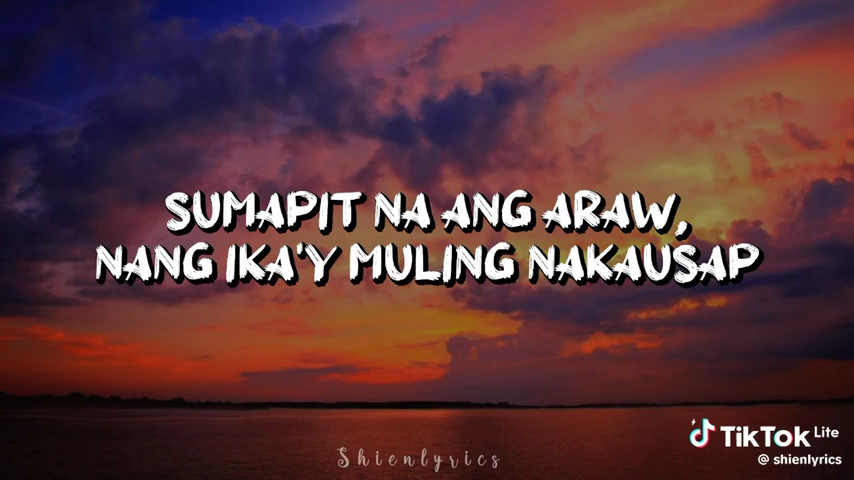 SUMAPIT NA ANG ARAW,
NANG IKA'Y MULING NAKAUSAP
TikTok Lite
@ shienlyrics
Shienlyrics